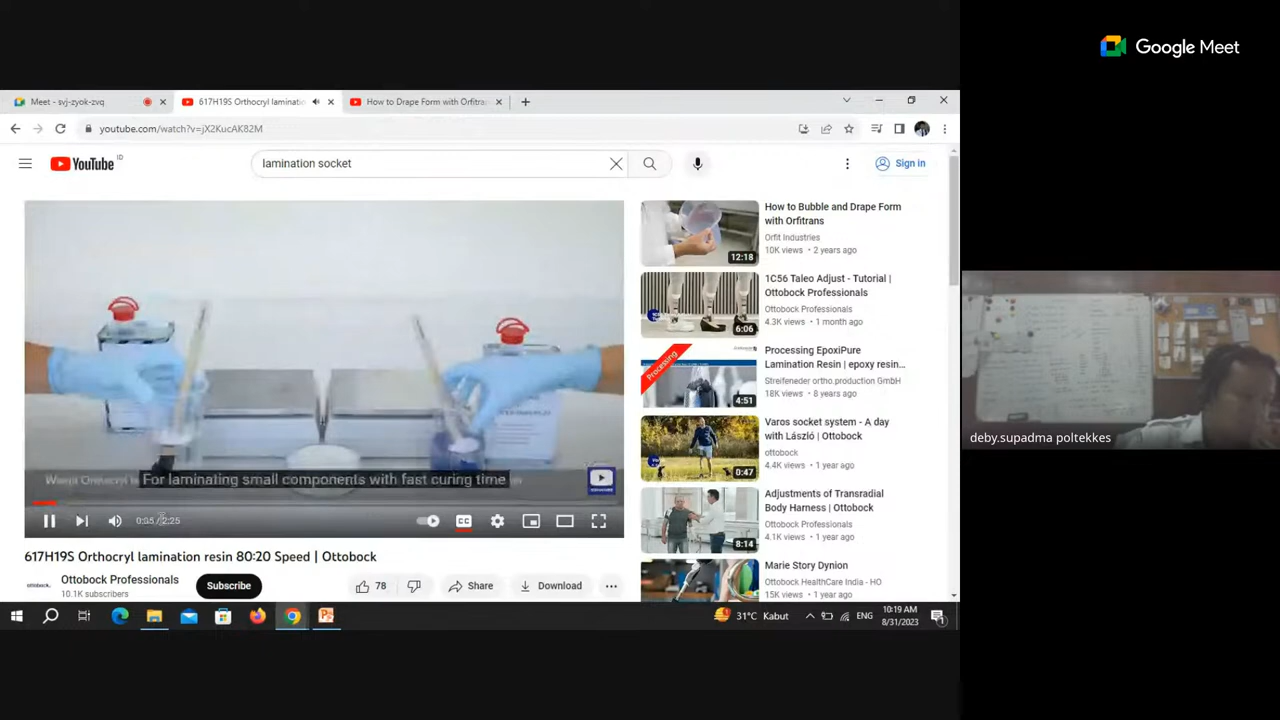 Google Meet
Meet - svj-zyok-zvq
617H19S Orthocryl laminatio
How to Drape Form with Orfitra
youtube.com/watch?v=jX2KucAK82M
YouTube ID
lamination socket
Sign in
For laminating small components with fast curing time
0:05 / 2:25
CC
617H19S Orthocryl lamination resin 80:20 Speed | Ottobock
ottobock.
Ottobock Professionals
10.1K subscribers
Subscribe
78
Share
Download
12:18
How to Bubble and Drape Form
with Orfitrans
Orfit Industries
10K views • 2 years ago
6:06
1C56 Taleo Adjust - Tutorial |
Ottobock Professionals
Ottobock Professionals
4.3K views • 1 month ago
Processing
4:51
Processing EpoxiPure
Lamination Resin | epoxy resin...
Streifeneder ortho.production GmbH
18K views • 8 years ago
0:47
Varos socket system - A day
with László | Ottobock
ottobock
4.4K views • 1 year ago
8:14
Adjustments of Transradial
Body Harness | Ottobock
Ottobock Professionals
4.1K views • 1 year ago
Marie Story Dynion
Ottobock HealthCare India - HO
15K views • 1 year ago
deby.supadma poltekkes
31°C Kabut
ENG
10:19 AM
8/31/2023
1